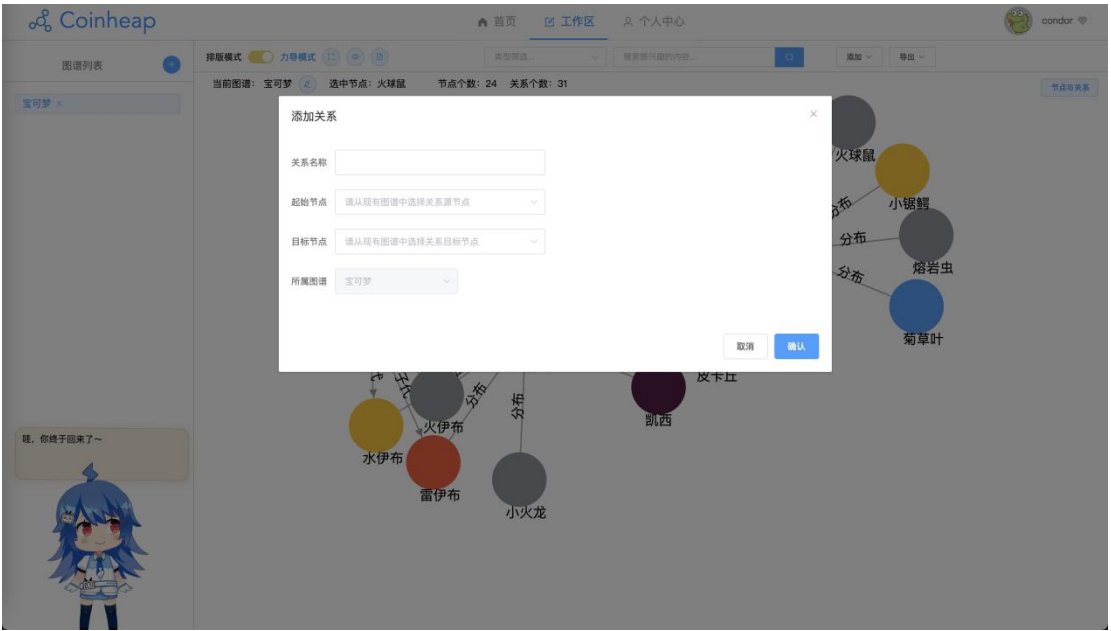 Coinheap
首页 工作区 个人中心
condor
图谱列表
排版模式 力导模式
类型筛选...
搜索感兴趣的内容...
添加 导出
当前图谱：宝可梦 选中节点：火球鼠 节点个数：24 关系个数：31
节点与关系
宝可梦 ×
添加关系
关系名称
起始节点 请从现有图谱中选择关系源节点
目标节点 请从现有图谱中选择关系目标节点
所属图谱 宝可梦
取消 确认
火球鼠
分布
小锯鳄
分布
熔岩虫
分布
菊草叶
皮卡丘
凯西
子代
分布
分布
火伊布
水伊布
雷伊布
小火龙
哇，你终于回来了～